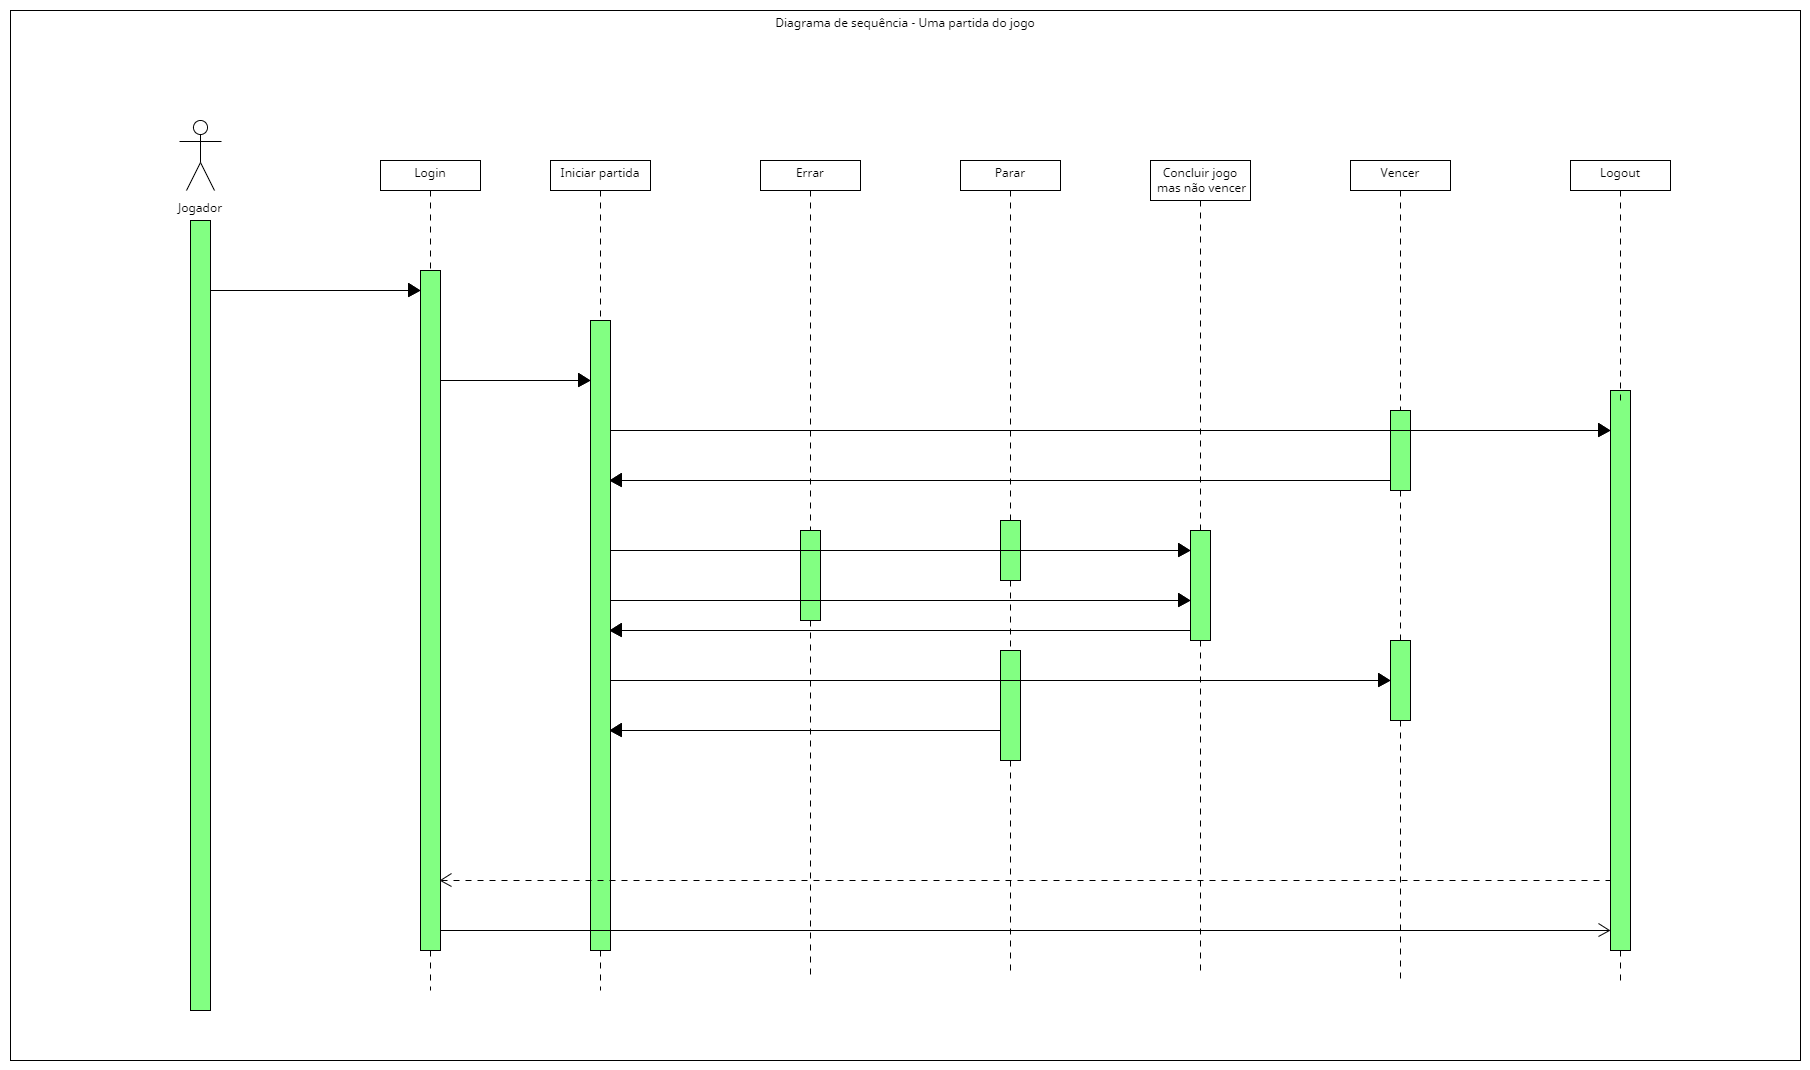 Diagrama de sequência - Uma partida do jogo
Jogador
Login
Iniciar partida
Errar
Parar
Concluir jogo
mas não vencer
Vencer
Logout